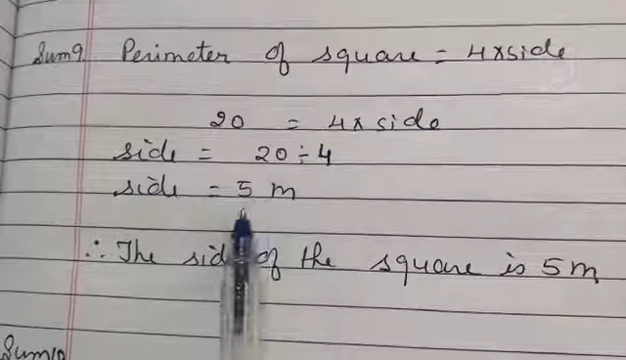 Sum9 Perimeter of square = 4xside
20 = 4x side
side = 20÷4
side = 5 m
∴ The side of the square is 5m
Sum10